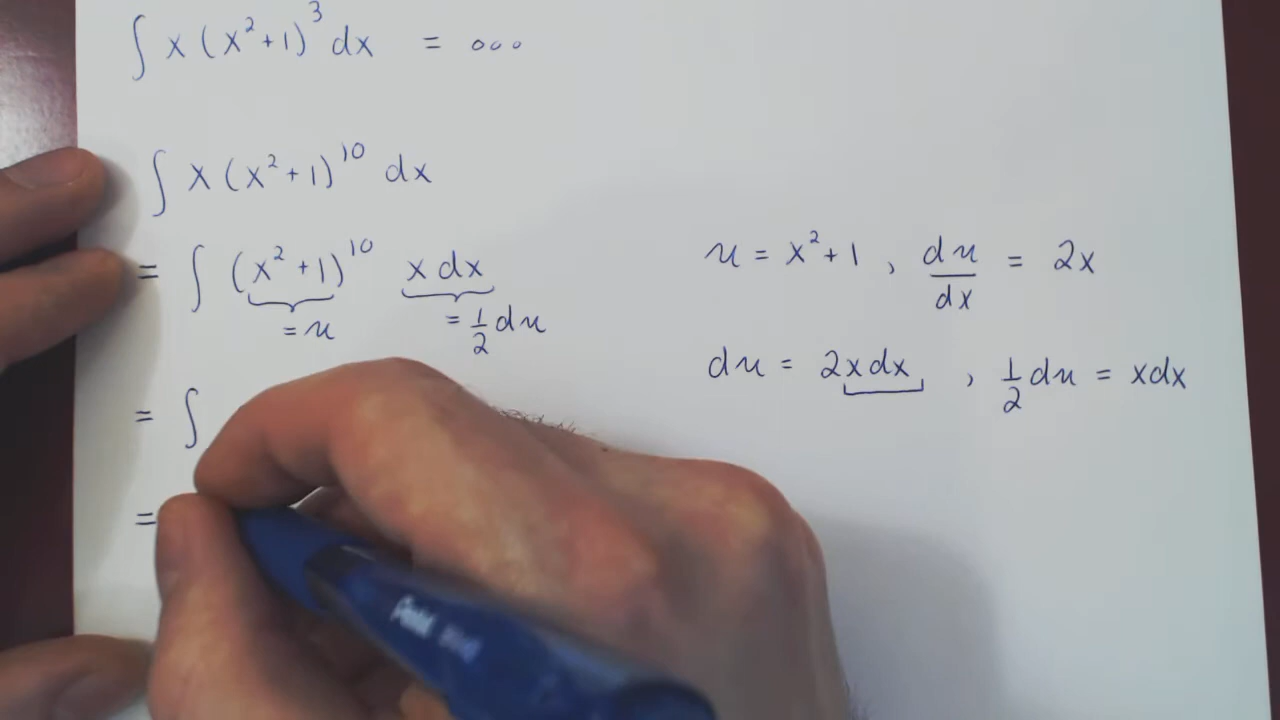 ∫ x (x²+1)³ dx = ∘∘∘
∫ x (x²+1)¹⁰ dx
= ∫ (x²+1)¹⁰ x dx
= u
= 1/2 du
u = x²+1 , du/dx = 2x
du = 2x dx , 1/2 du = x dx
= ∫
=